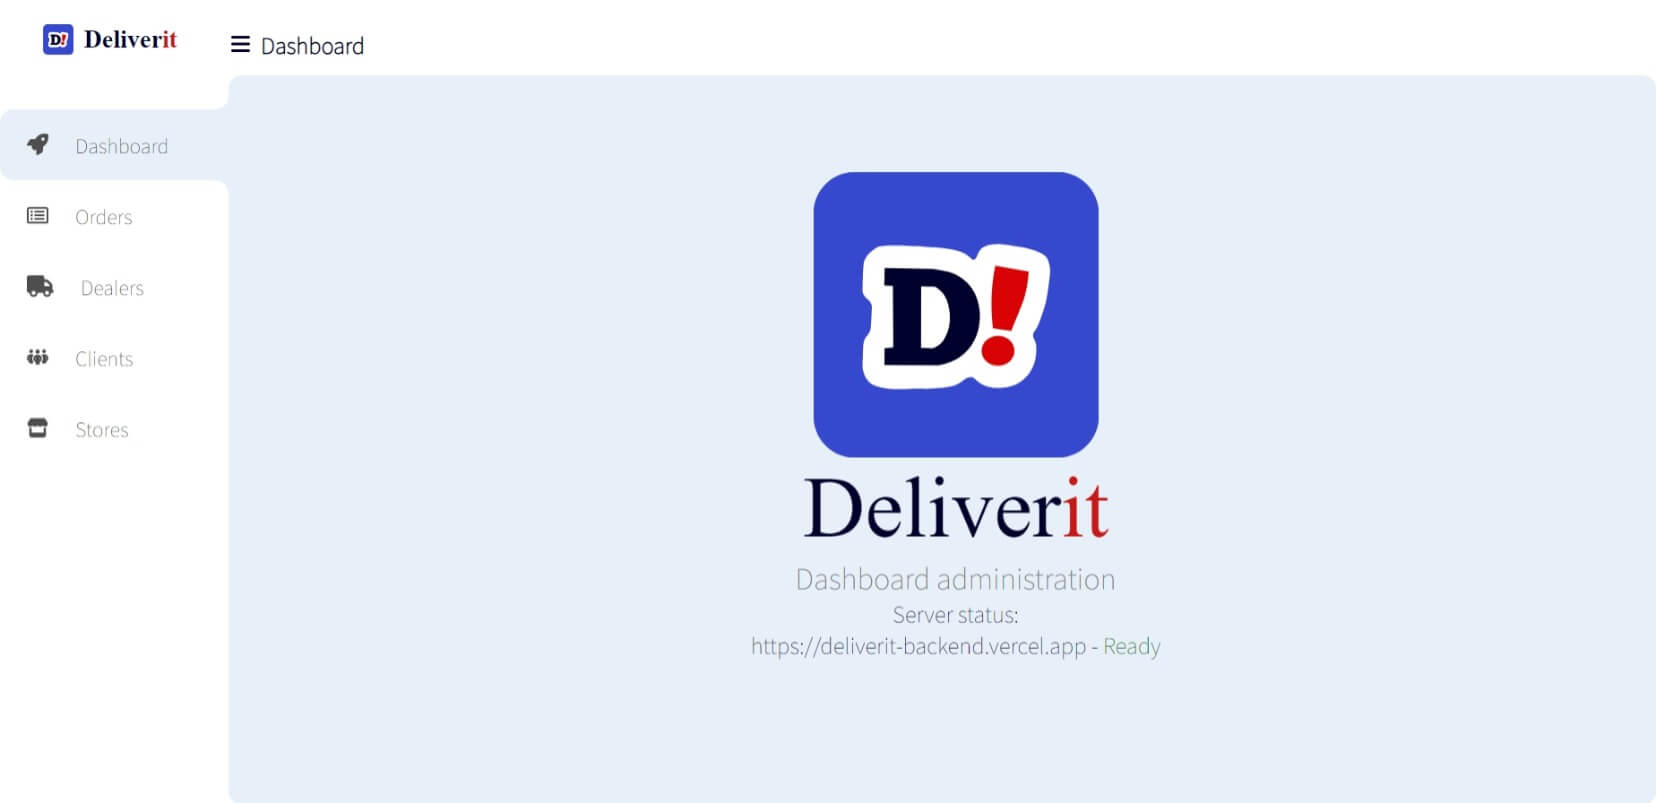 D! Deliverit
Dashboard
Dashboard
Orders
Dealers
Clients
Stores
D!
Deliverit
Dashboard administration
Server status:
https://deliverit-backend.vercel.app - Ready